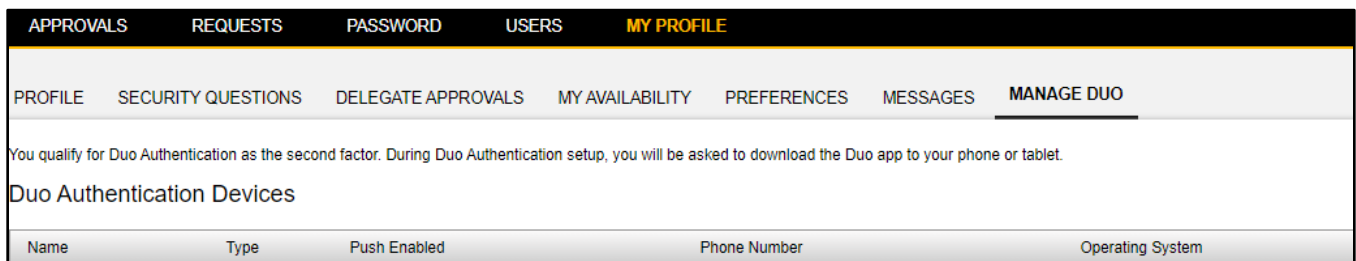 APPROVALS REQUESTS PASSWORD USERS MY PROFILE
PROFILE SECURITY QUESTIONS DELEGATE APPROVALS MY AVAILABILITY PREFERENCES MESSAGES MANAGE DUO
You qualify for Duo Authentication as the second factor. During Duo Authentication setup, you will be asked to download the Duo app to your phone or tablet.
Duo Authentication Devices
Name Type Push Enabled Phone Number Operating System